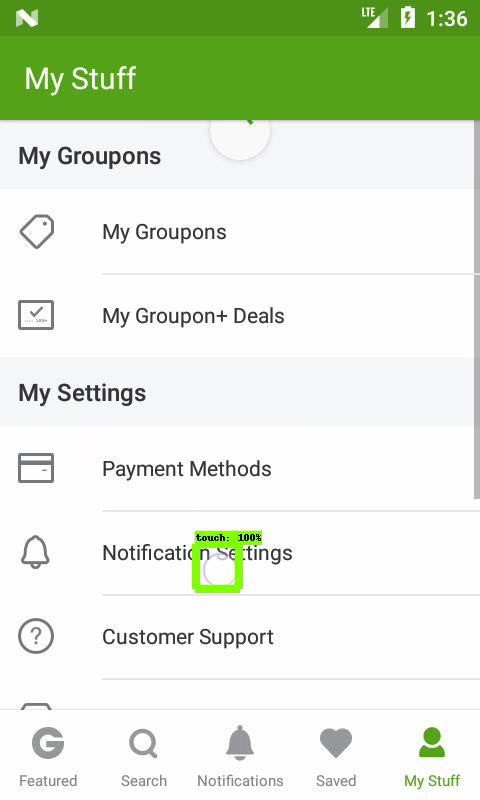 LTE 1:36
My Stuff
My Groupons
My Groupons
My Groupon+ Deals
My Settings
Payment Methods
touch: 100%
Notification Settings
Customer Support
Featured Search Notifications Saved My Stuff